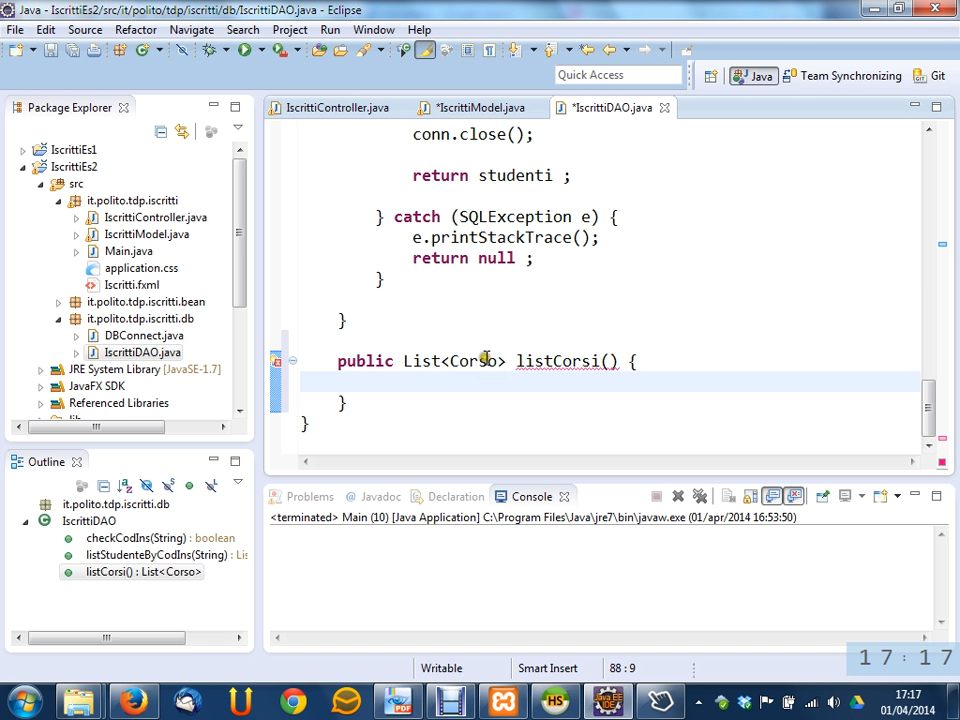 Java - IscrittiEs2/src/it/polito/tdp/iscritti/db/IscrittiDAO.java - Eclipse
File Edit Source Refactor Navigate Search Project Run Window Help
Quick Access
Java
Team Synchronizing
Git
Package Explorer
IscrittiEs1
IscrittiEs2
src
it.polito.tdp.iscritti
IscrittiController.java
IscrittiModel.java
Main.java
application.css
Iscritti.fxml
it.polito.tdp.iscritti.bean
it.polito.tdp.iscritti.db
DBConnect.java
IscrittiDAO.java
JRE System Library [JavaSE-1.7]
JavaFX SDK
Referenced Libraries
lib
Outline
it.polito.tdp.iscritti.db
IscrittiDAO
checkCodIns(String) : boolean
listStudenteByCodIns(String) : Li
listCorsi() : List<Corso>
IscrittiController.java
*IscrittiModel.java
*IscrittiDAO.java
conn.close();
return studenti ;
} catch (SQLException e) {
e.printStackTrace();
return null ;
}
}
public List<Corso> listCorsi() {
}
}
Problems
@ Javadoc
Declaration
Console
<terminated> Main (10) [Java Application] C:\Program Files\Java\jre7\bin\javaw.exe (01/apr/2014 16:53:50)
Writable
Smart Insert
88 : 9
17:17
17:17
01/04/2014